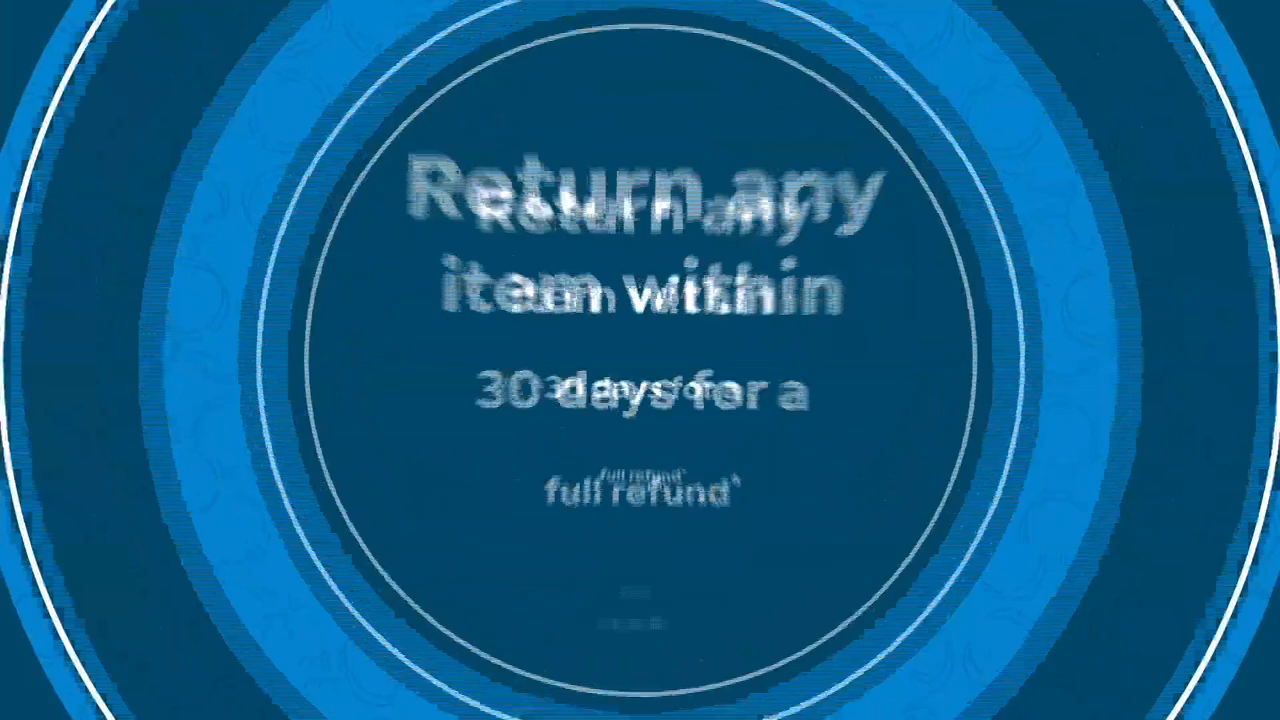 Return any
item within
30 days for a
full refund*